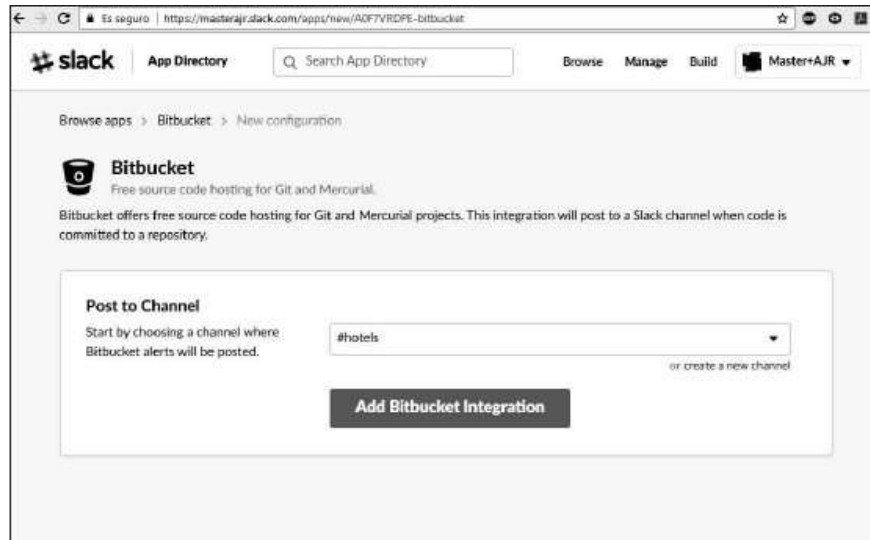 Es seguro | https://masterajr.slack.com/apps/new/A0F7VRDPE-bitbucket
slack App Directory Search App Directory Browse Manage Build Master+AJR
Browse apps > Bitbucket > New configuration
Bitbucket
Free source code hosting for Git and Mercurial.
Bitbucket offers free source code hosting for Git and Mercurial projects. This integration will post to a Slack channel when code is
committed to a repository.
Post to Channel
Start by choosing a channel where
Bitbucket alerts will be posted.
#hotels
or create a new channel
Add Bitbucket Integration